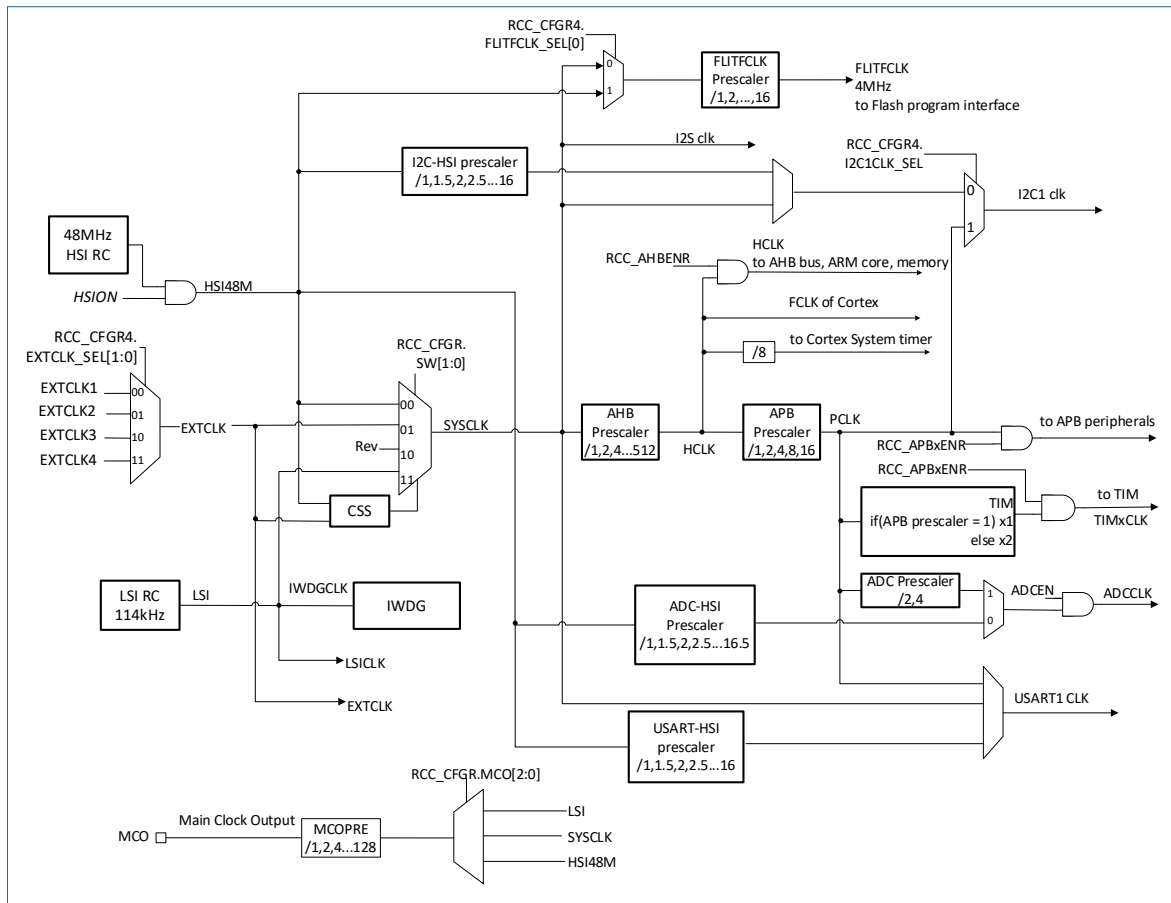 RCC_CFGR4.
FLITFCLK_SEL[0]
0
1
FLITFCLK
Prescaler
/1,2,...,16
FLITFCLK
4MHz
to Flash program interface
I2S clk
I2C-HSI prescaler
/1,1.5,2,2.5...16
RCC_CFGR4.
I2C1CLK_SEL
0
1
I2C1 clk
48MHz
HSI RC
HSION
HSI48M
RCC_AHBENR
HCLK
to AHB bus, ARM core, memory
FCLK of Cortex
/8
to Cortex System timer
RCC_CFGR4.
EXTCLK_SEL[1:0]
EXTCLK1
EXTCLK2
EXTCLK3
EXTCLK4
00
01
10
11
EXTCLK
RCC_CFGR.
SW[1:0]
00
01
Rev
10
11
SYSCLK
CSS
AHB
Prescaler
/1,2,4...512
HCLK
APB
Prescaler
/1,2,4,8,16
PCLK
RCC_APBxENR
to APB peripherals
RCC_APBxENR
TIM
if(APB prescaler = 1) x1
else x2
to TIM
TIMxCLK
LSI RC
114kHz
LSI
IWDGCLK
IWDG
LSICLK
EXTCLK
ADC-HSI
Prescaler
/1,1.5,2,2.5...16.5
ADC Prescaler
/2,4
1
0
ADCEN
ADCCLK
USART-HSI
prescaler
/1,1.5,2,2.5...16
USART1 CLK
RCC_CFGR.MCO[2:0]
MCO
Main Clock Output
MCOPRE
/1,2,4...128
LSI
SYSCLK
HSI48M